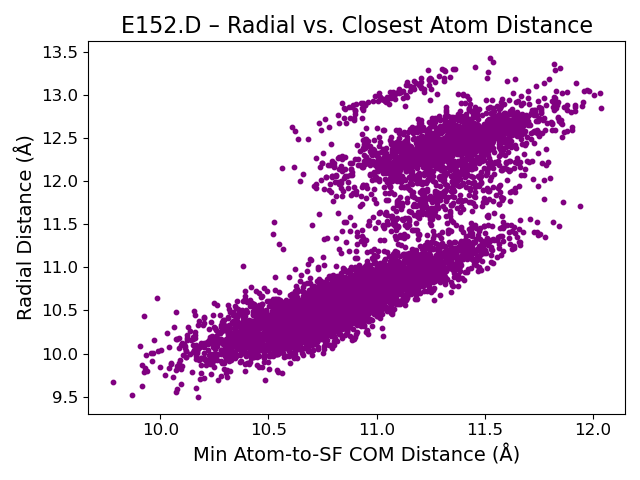 E152.D – Radial vs. Closest Atom Distance
13.5
13.0
12.5
12.0
11.5
11.0
10.5
10.0
9.5
Radial Distance (Å)
10.0 10.5 11.0 11.5 12.0
Min Atom-to-SF COM Distance (Å)